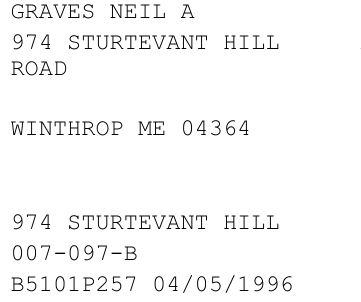 GRAVES NEIL A
974 STURTEVANT HILL
ROAD
WINTHROP ME 04364
974 STURTEVANT HILL
007-097-B
B5101P257 04/05/1996